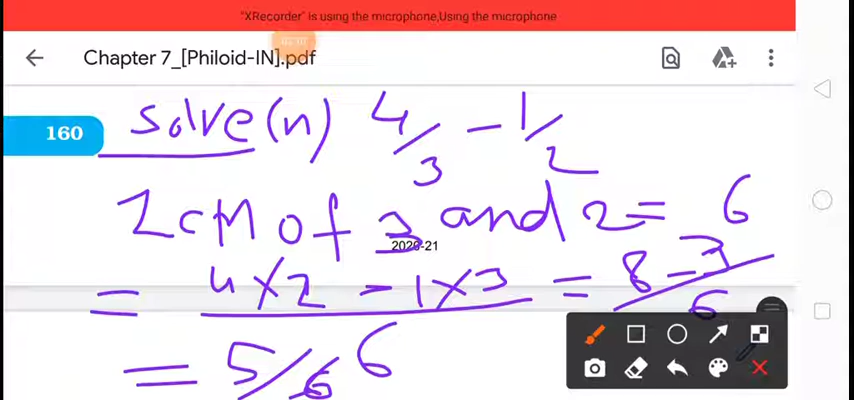 "XRecorder" is using the microphone,Using the microphone
Chapter 7_[Philoid-IN].pdf
160
solve(n) 4/3 - 1/2
LCM of 3 and 2 = 6
2020-21
= 4 × 2 - 1 × 3 = 8 - 3
6
= 5/6 6